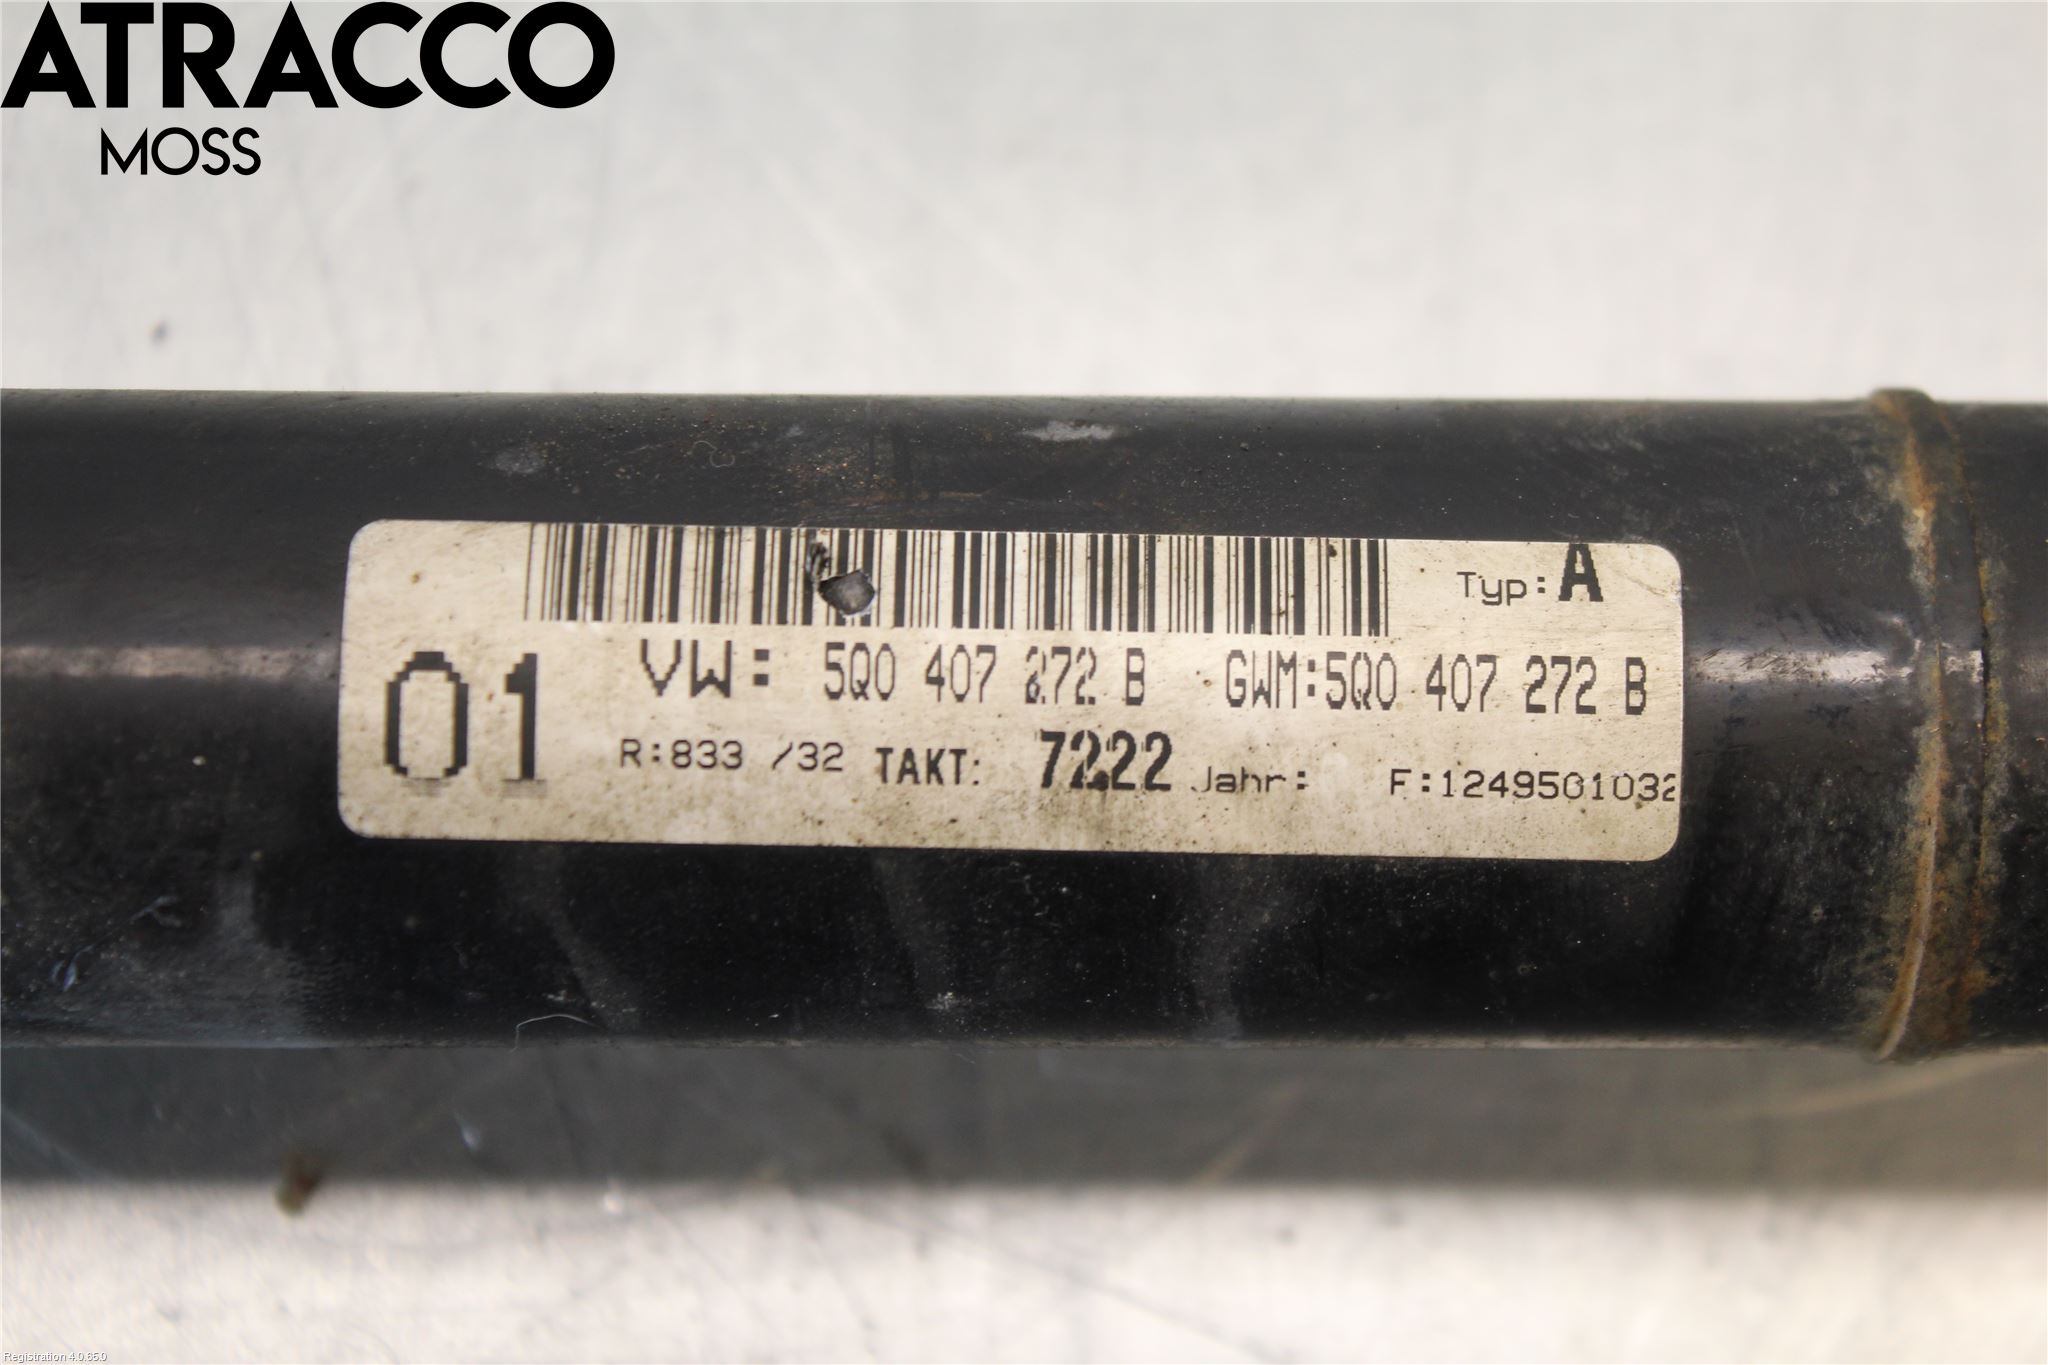 ATRACCO
MOSS
Typ: A
01 VW: 5Q0 407 272 B GWM:5Q0 407 272 B
R:833 /32 TAKT: 7222 Jahr: F:1249501032
Registration 4.0.65.0